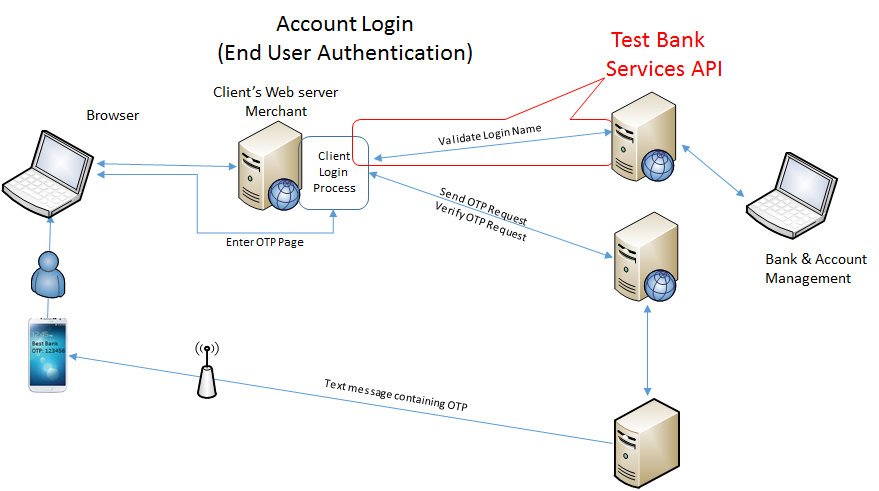 Account Login
(End User Authentication)
Test Bank
Services API
Client's Web server
Merchant
Browser
Client
Login
Process
Validate Login Name
Send OTP Request
Verify OTP Request
Enter OTP Page
Bank & Account
Management
Best Bank
OTP: 123456
Text message containing OTP